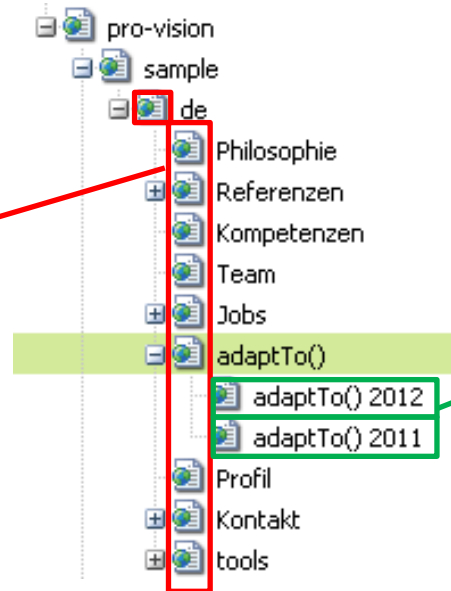 pro-vision
sample
de
Philosophie
Referenzen
Kompetenzen
Team
Jobs
adaptTo()
adaptTo() 2012
adaptTo() 2011
Profil
Kontakt
tools